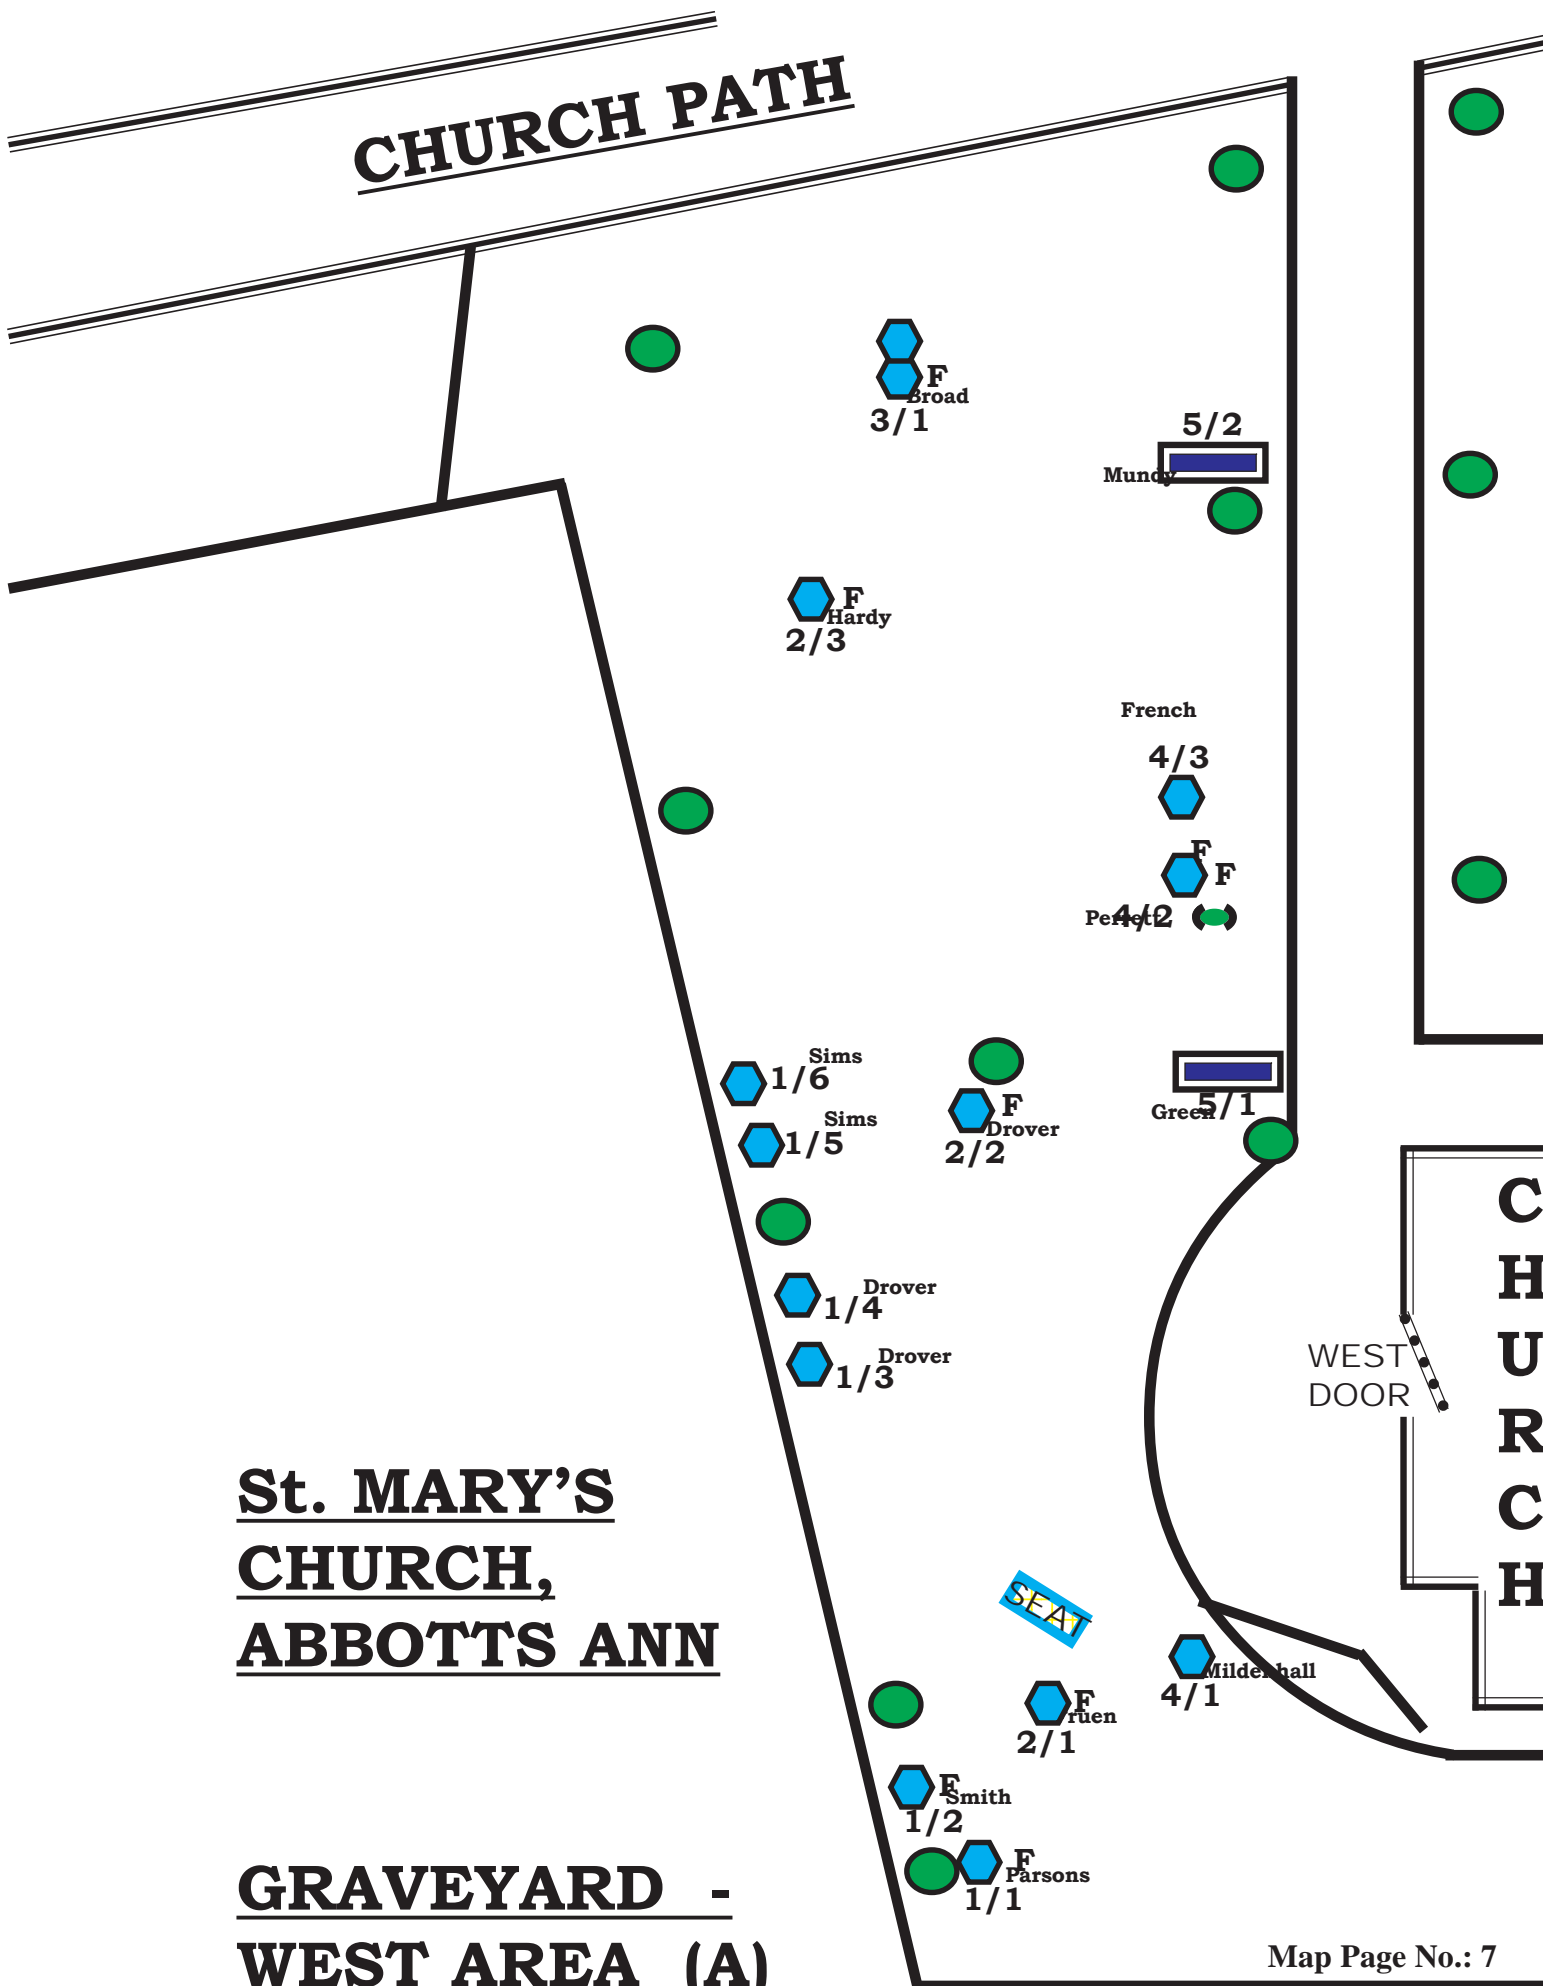 CHURCH PATH
F
Broad
3/1
5/2
Mundy
F
Hardy
2/3
French
4/3
F
F
Perrett
4/2
Sims
1/6
Sims
1/5
F
Drover
2/2
Green
5/1
Drover
1/4
Drover
1/3
WEST
DOOR
C
H
U
R
C
H
St. MARY'S
CHURCH,
ABBOTTS ANN
SEAT
Mildenhall
4/1
F
ruen
2/1
F
Smith
1/2
F
Parsons
1/1
GRAVEYARD -
WEST AREA (A)
Map Page No.: 7